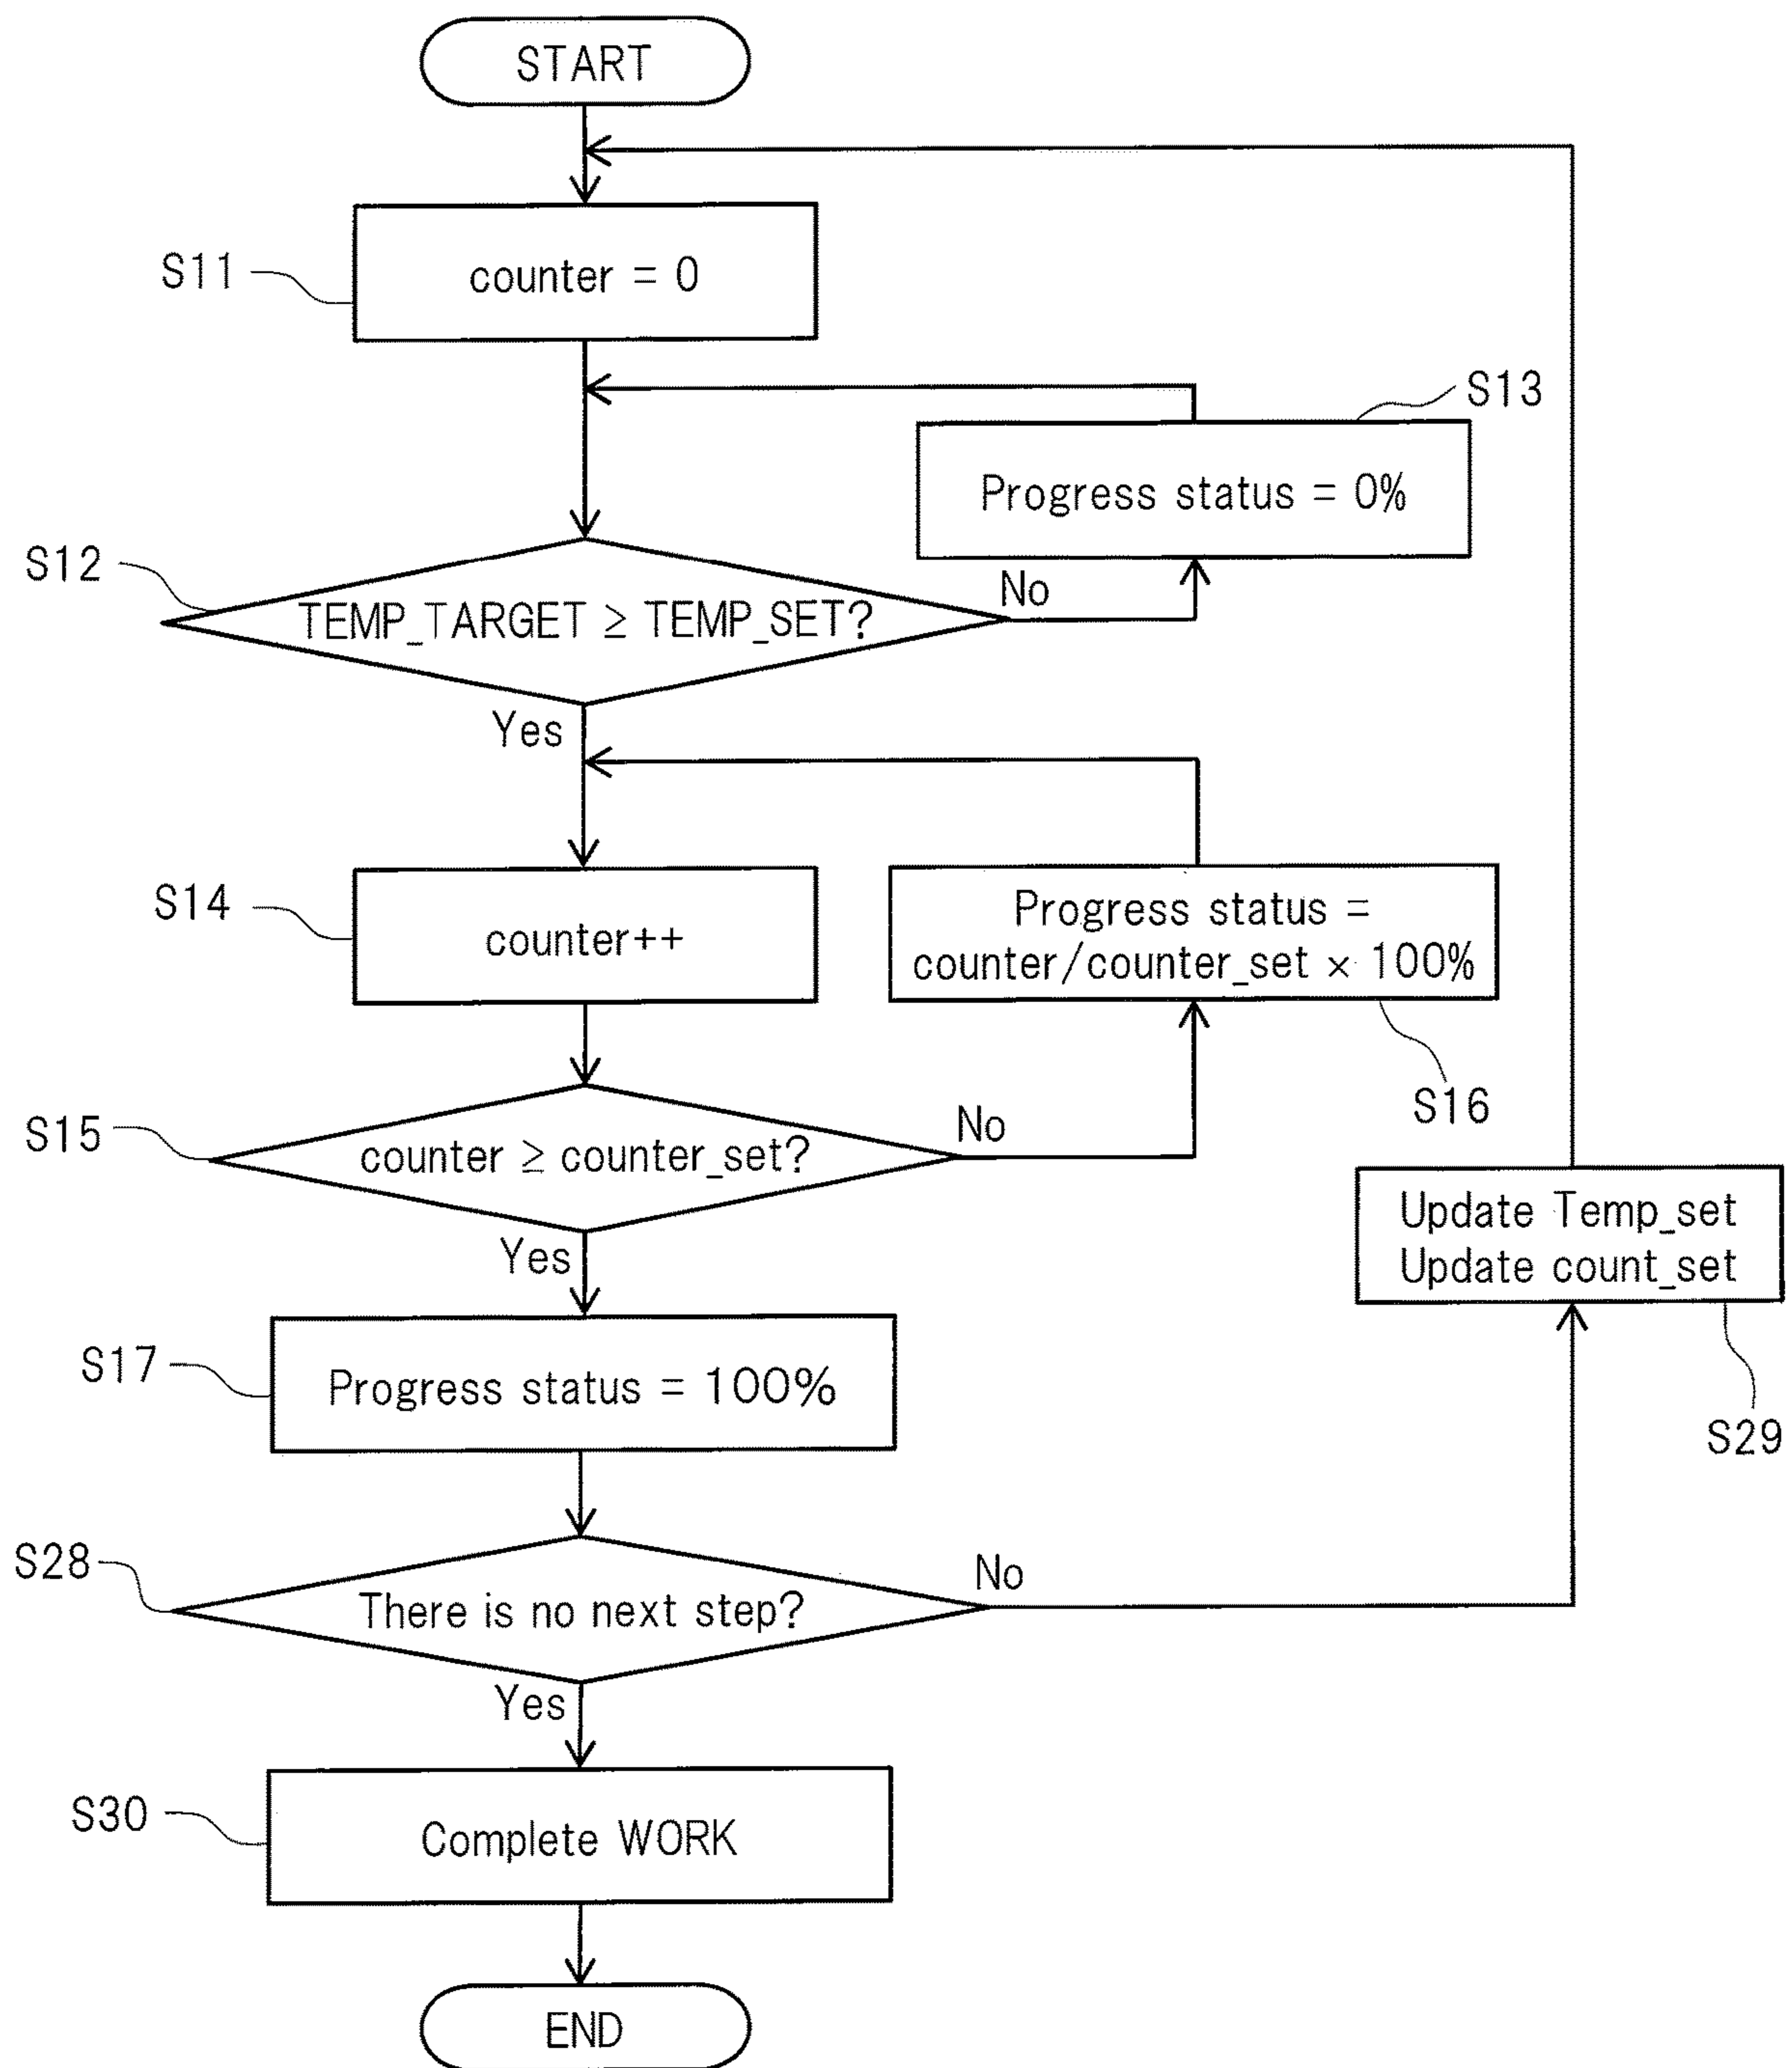 START
S11
counter = 0
S13
Progress status = 0%
S12
TEMP_TARGET ≥ TEMP_SET?
No
Yes
S14
counter++
Progress status =
counter/counter_set × 100%
S16
S15
counter ≥ counter_set?
No
Yes
Update Temp_set
Update count_set
S29
S17
Progress status = 100%
S28
There is no next step?
No
Yes
S30
Complete WORK
END